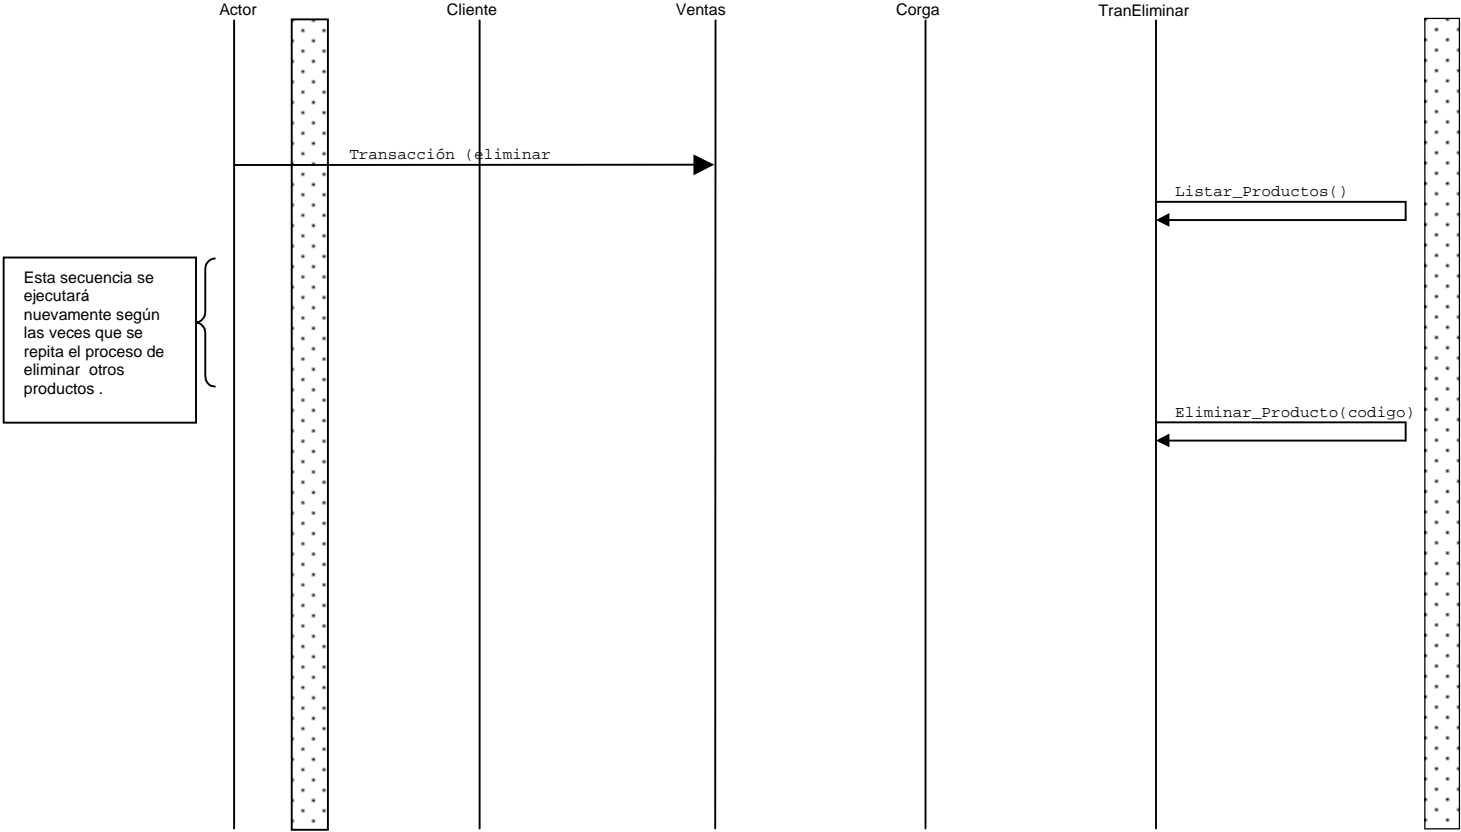 Actor Cliente Ventas Corga TranEliminar
Transacción (eliminar
Listar_Productos()
Esta secuencia se
ejecutará
nuevamente según
las veces que se
repita el proceso de
eliminar otros
productos .
Eliminar_Producto(codigo)